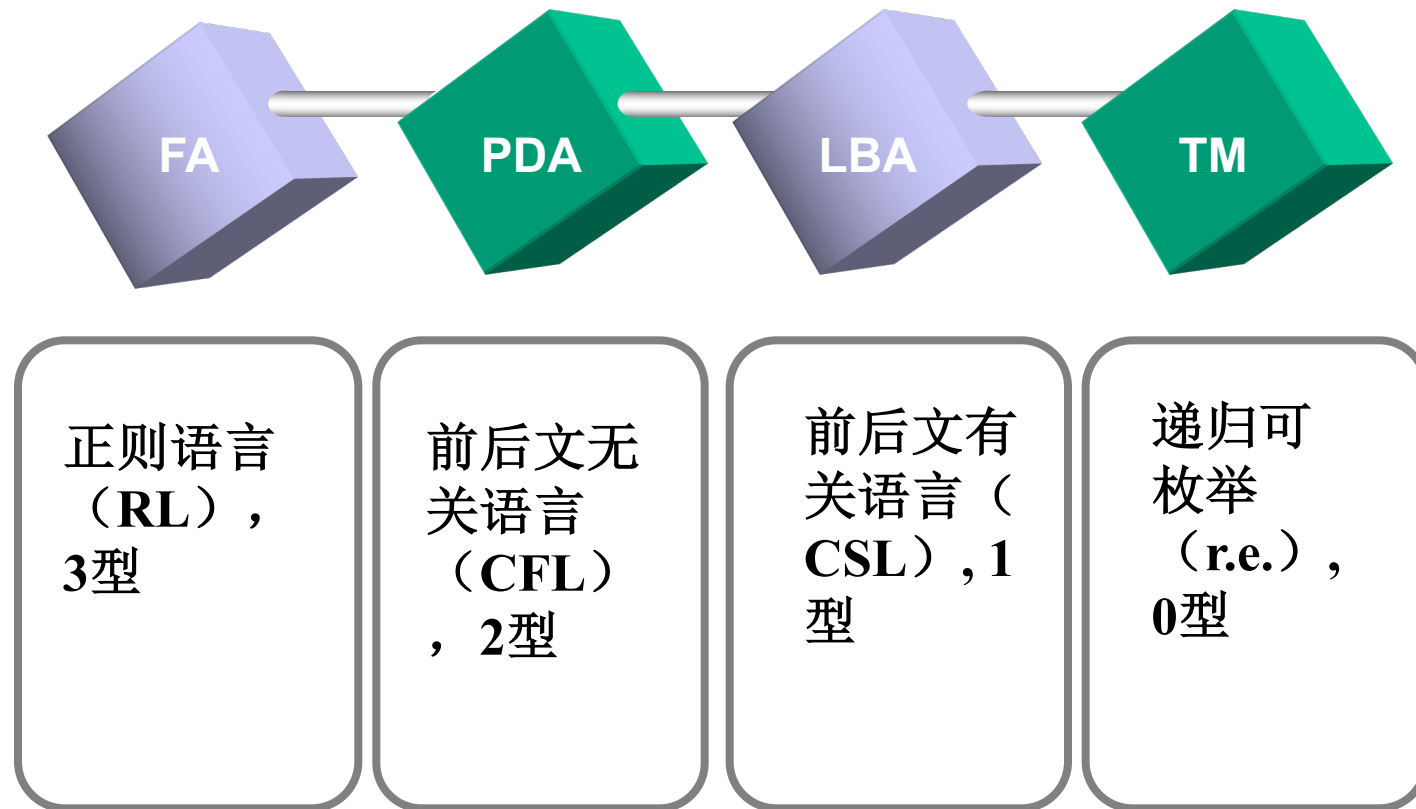 FA
PDA
LBA
TM
正则语言
（RL），
3型
前后文无
关语言
（CFL）
，2型
前后文有
关语言（
CSL）, 1
型
递归可
枚举
（r.e.）,
0型